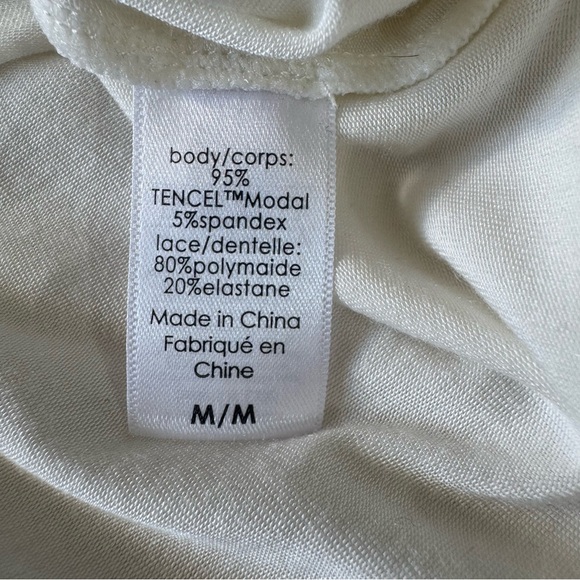 body/corps:
95%
TENCEL™Modal
5%spandex
lace/dentelle:
80%polymaide
20%elastane
Made in China
Fabriqué en
Chine
M/M